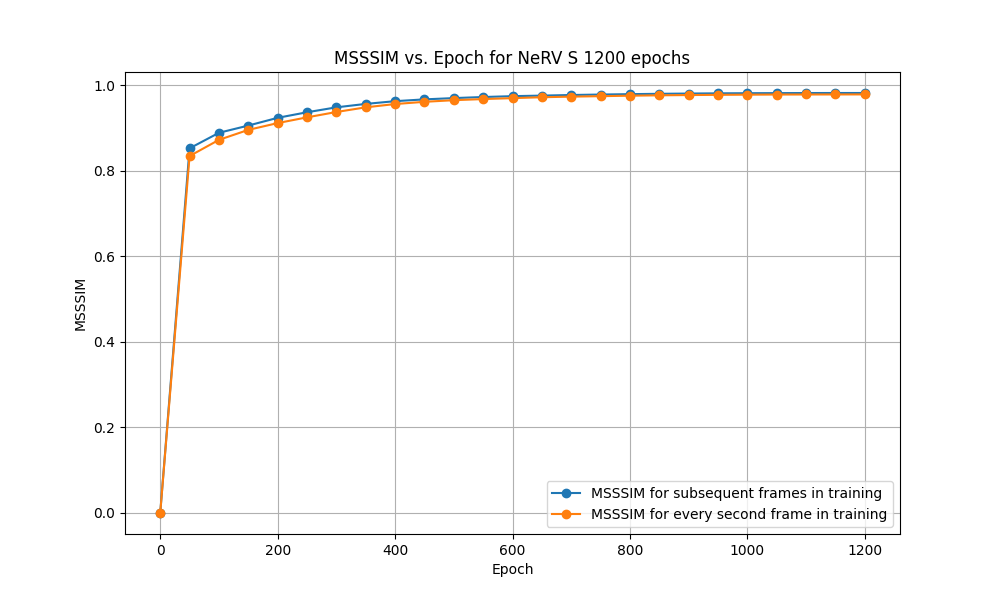 MSSSIM vs. Epoch for NeRV S 1200 epochs
MSSSIM
1.0
0.8
0.6
0.4
0.2
0.0
0 200 400 600 800 1000 1200
Epoch
MSSSIM for subsequent frames in training
MSSSIM for every second frame in training